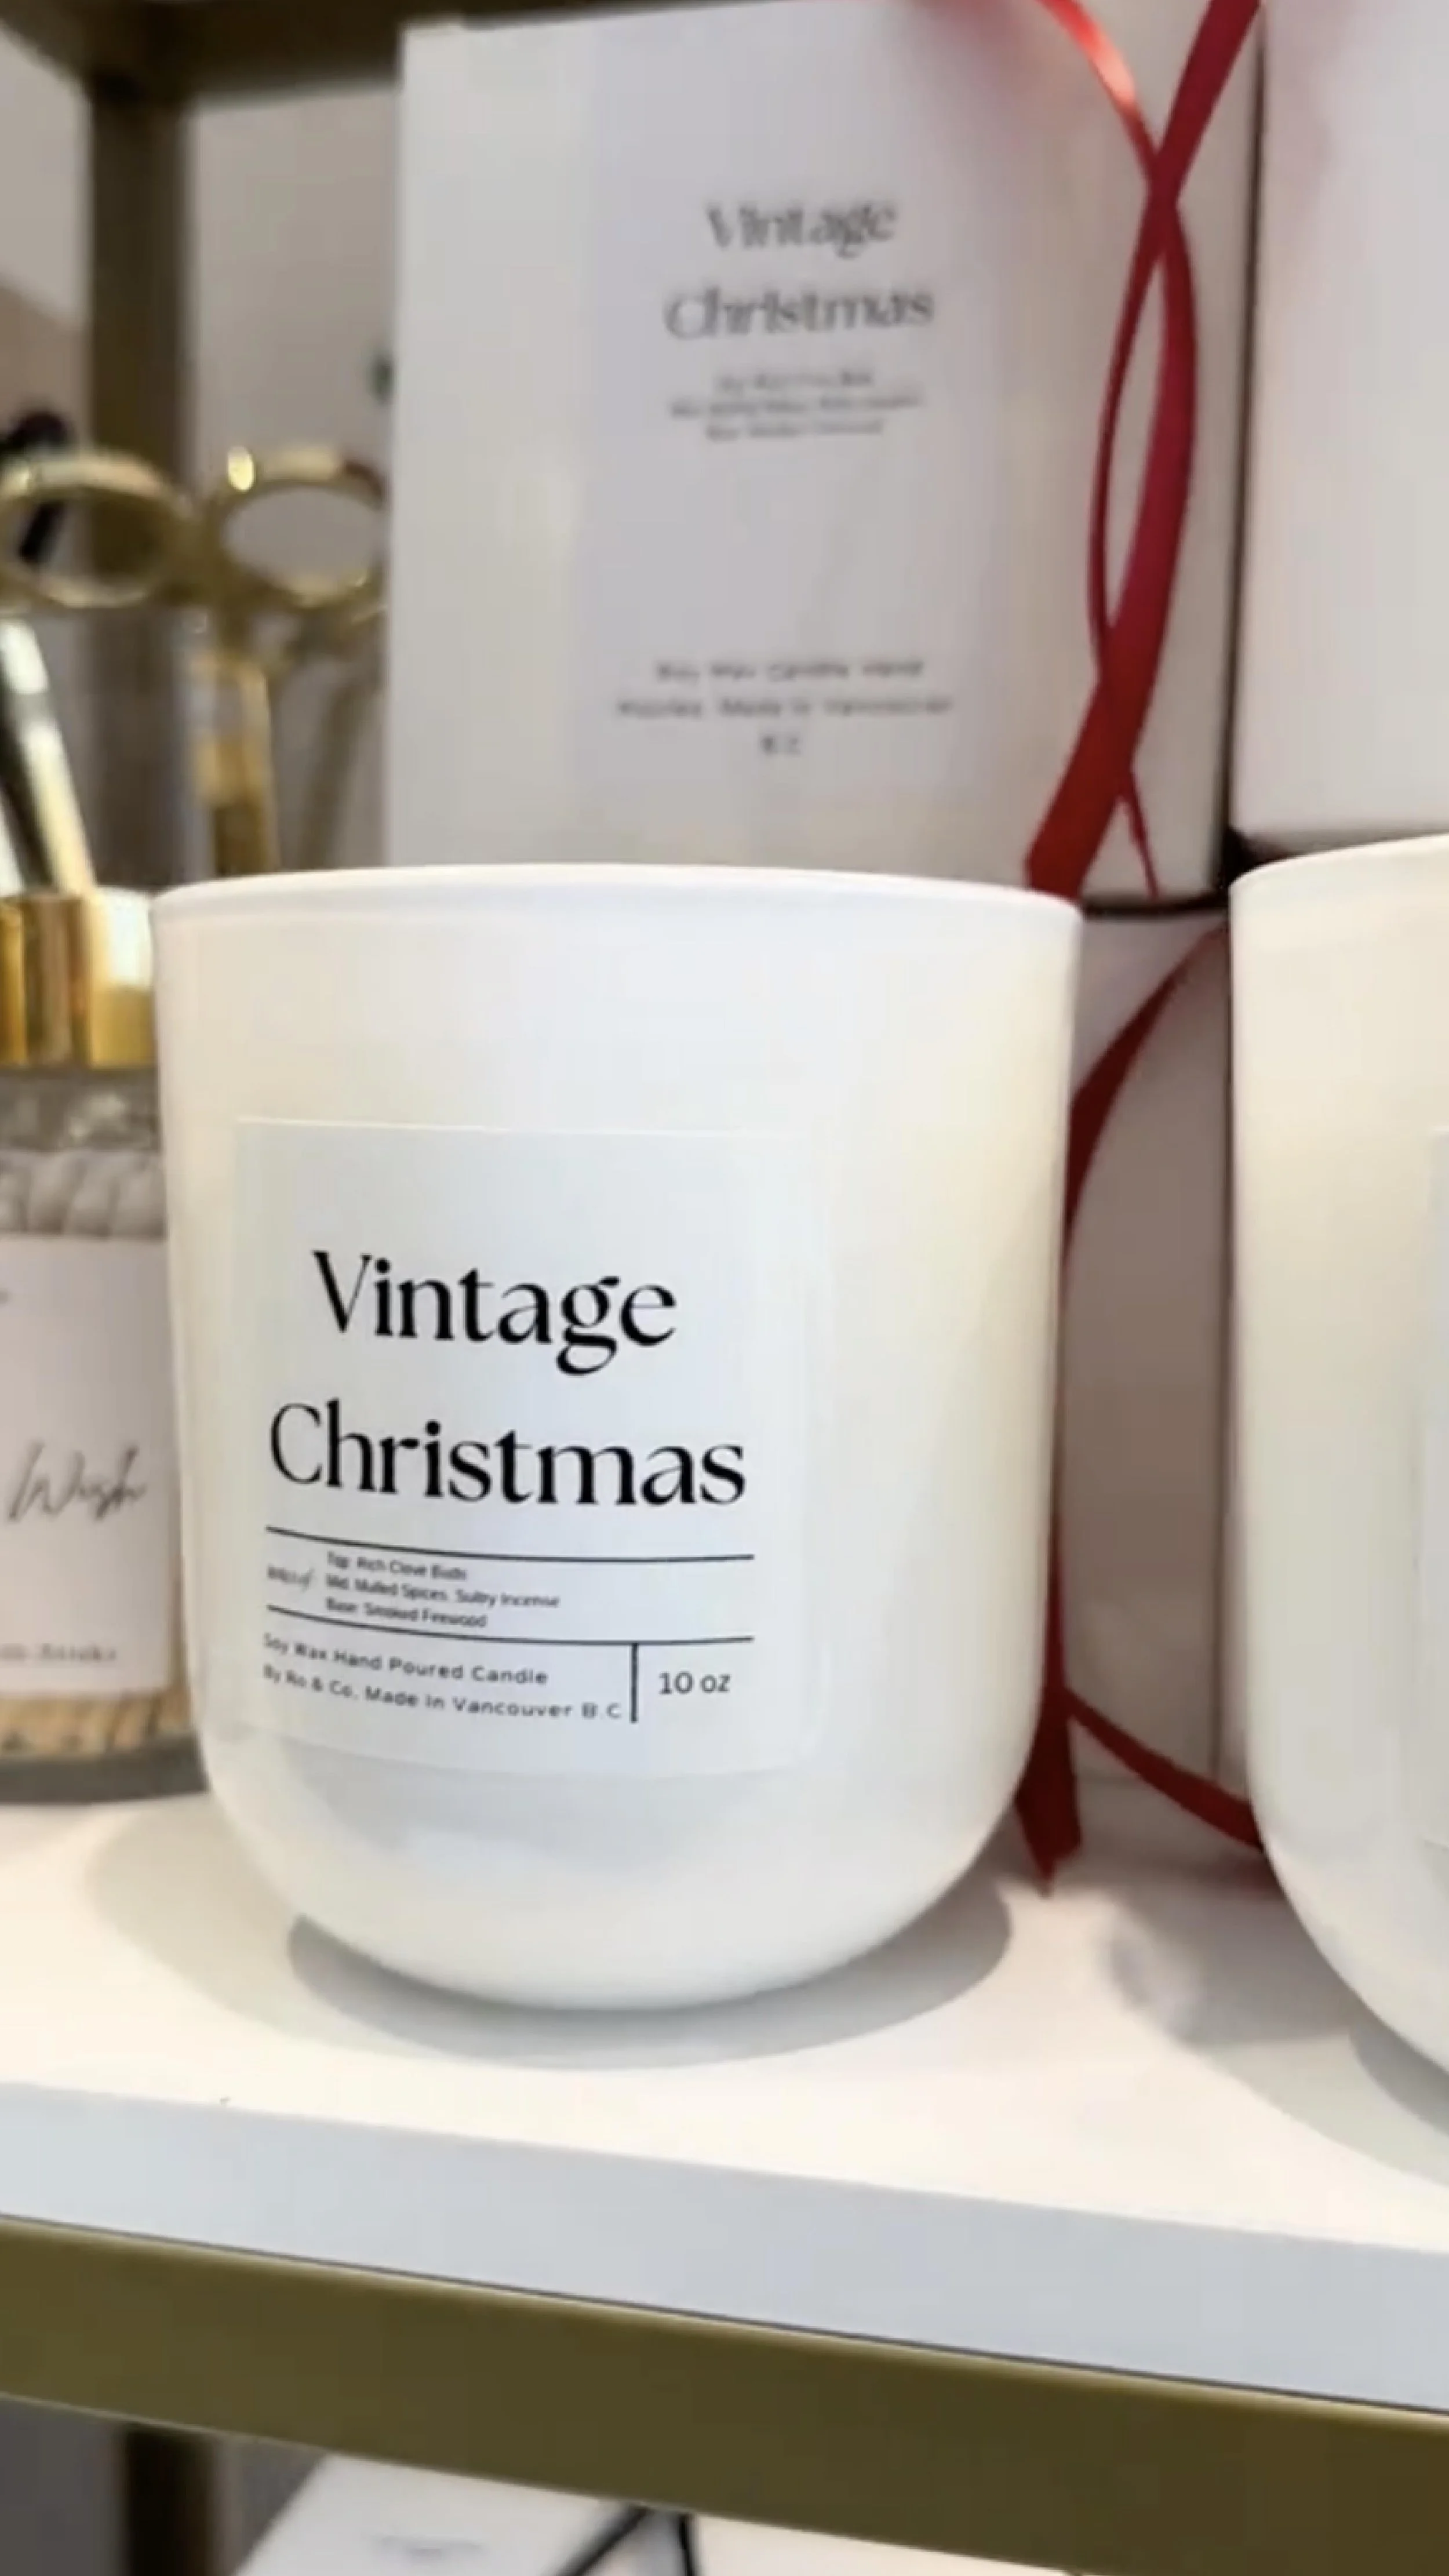 Vintage
Christmas
Vintage
Christmas
Top: Rich Clove Buds
Mid: Mulled Spices, Sultry Incense
Base: Smoked Firewood
Soy Wax Hand Poured Candle
By Ro & Co, Made In Vancouver B.C
10 oz
Wish